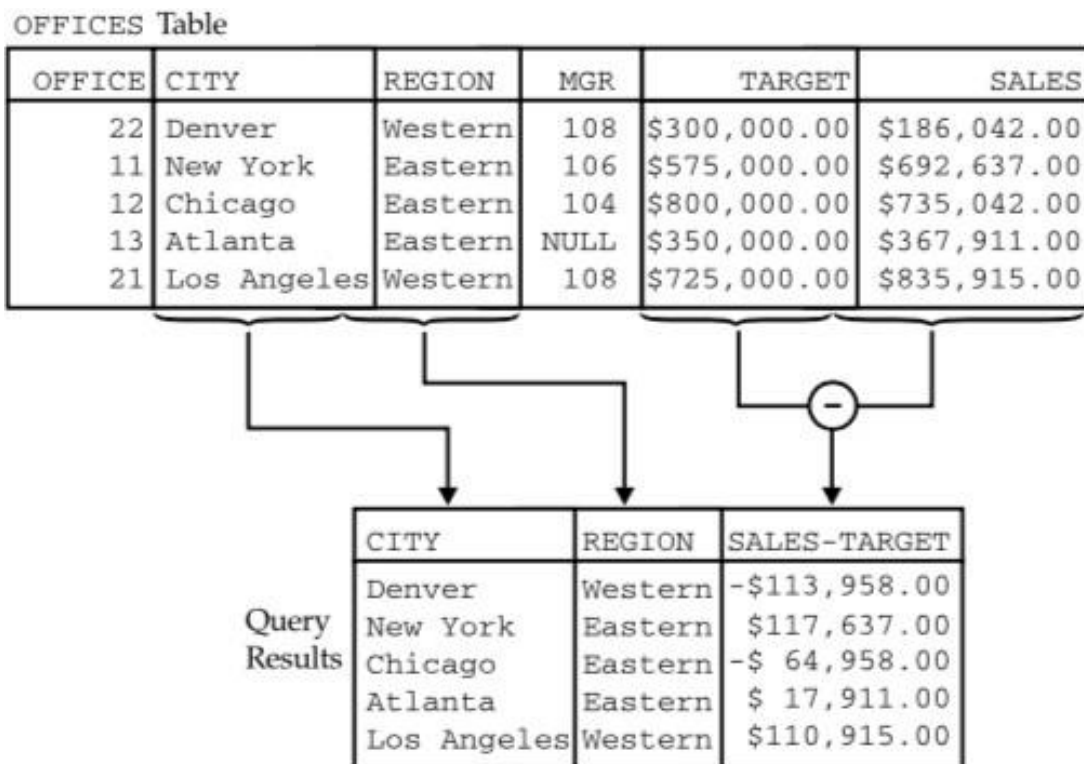 OFFICES Table
OFFICE CITY REGION MGR TARGET SALES
22 Denver Western 108 $300,000.00 $186,042.00
11 New York Eastern 106 $575,000.00 $692,637.00
12 Chicago Eastern 104 $800,000.00 $735,042.00
13 Atlanta Eastern NULL $350,000.00 $367,911.00
21 Los Angeles Western 108 $725,000.00 $835,915.00
−
CITY REGION SALES-TARGET
Denver Western -$113,958.00
Query New York Eastern $117,637.00
Results Chicago Eastern -$ 64,958.00
Atlanta Eastern $ 17,911.00
Los Angeles Western $110,915.00